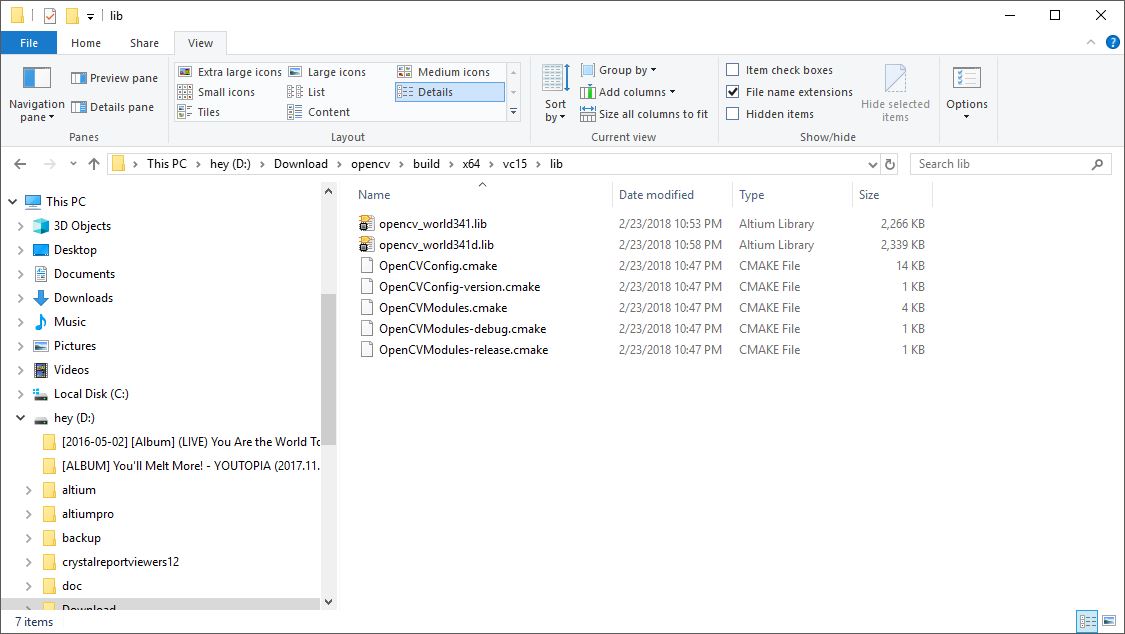 lib
File Home Share View
Navigation pane
Preview pane
Details pane
Panes
Extra large icons Large icons Medium icons
Small icons List Details
Tiles Content
Layout
Sort by
Group by
Add columns
Size all columns to fit
Current view
Item check boxes
File name extensions
Hidden items
Hide selected items
Show/hide
Options
This PC > hey (D:) > Download > opencv > build > x64 > vc15 > lib
Search lib
This PC
3D Objects
Desktop
Documents
Downloads
Music
Pictures
Videos
Local Disk (C:)
hey (D:)
[2016-05-02] [Album] (LIVE) You Are the World To
[ALBUM] You'll Melt More! - YOUTOPIA (2017.11.
altium
altiumpro
backup
crystalreportviewers12
doc
Download
Name Date modified Type Size
opencv_world341.lib 2/23/2018 10:53 PM Altium Library 2,266 KB
opencv_world341d.lib 2/23/2018 10:58 PM Altium Library 2,339 KB
OpenCVConfig.cmake 2/23/2018 10:47 PM CMAKE File 14 KB
OpenCVConfig-version.cmake 2/23/2018 10:47 PM CMAKE File 1 KB
OpenCVModules.cmake 2/23/2018 10:47 PM CMAKE File 4 KB
OpenCVModules-debug.cmake 2/23/2018 10:47 PM CMAKE File 1 KB
OpenCVModules-release.cmake 2/23/2018 10:47 PM CMAKE File 1 KB
7 items